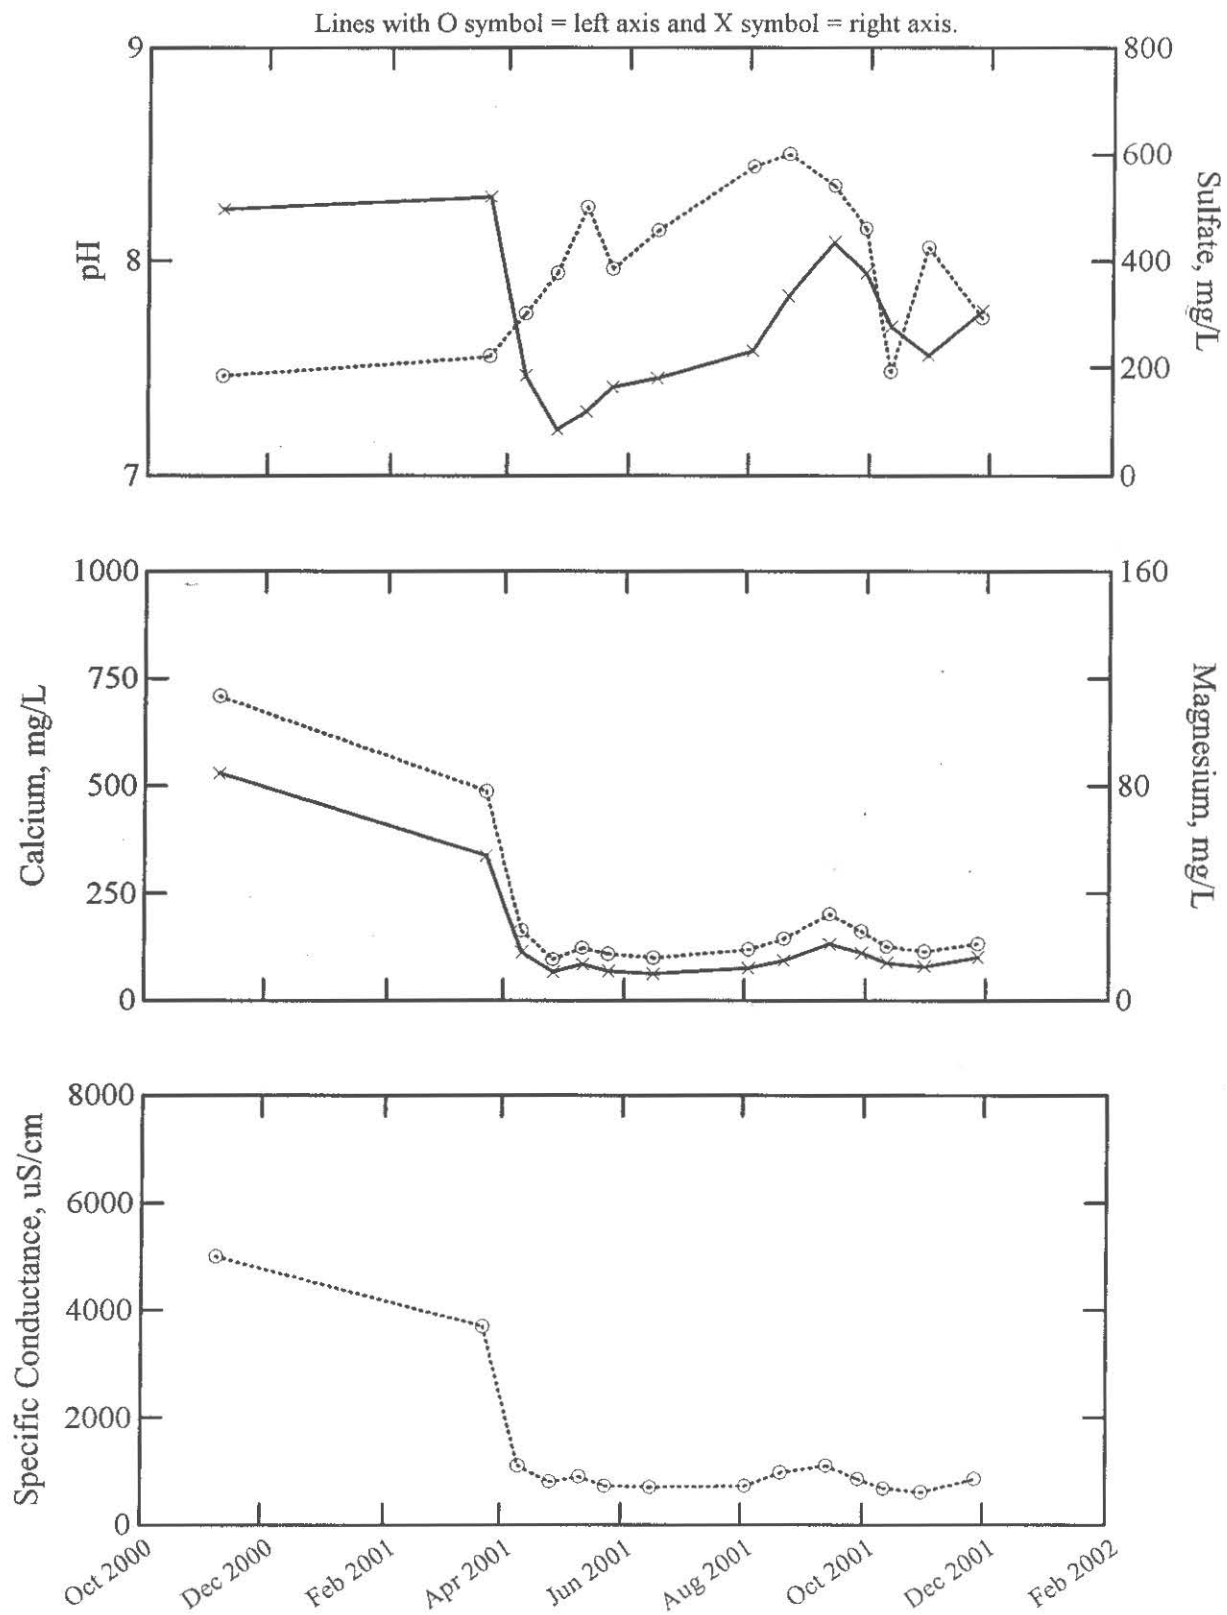 Lines with O symbol = left axis and X symbol = right axis.
9
8
7
pH
800
600
400
200
0
Sulfate, mg/L
1000
750
500
250
0
Calcium, mg/L
160
80
0
Magnesium, mg/L
8000
6000
4000
2000
0
Specific Conductance, uS/cm
Oct 2000
Dec 2000
Feb 2001
Apr 2001
Jun 2001
Aug 2001
Oct 2001
Dec 2001
Feb 2002